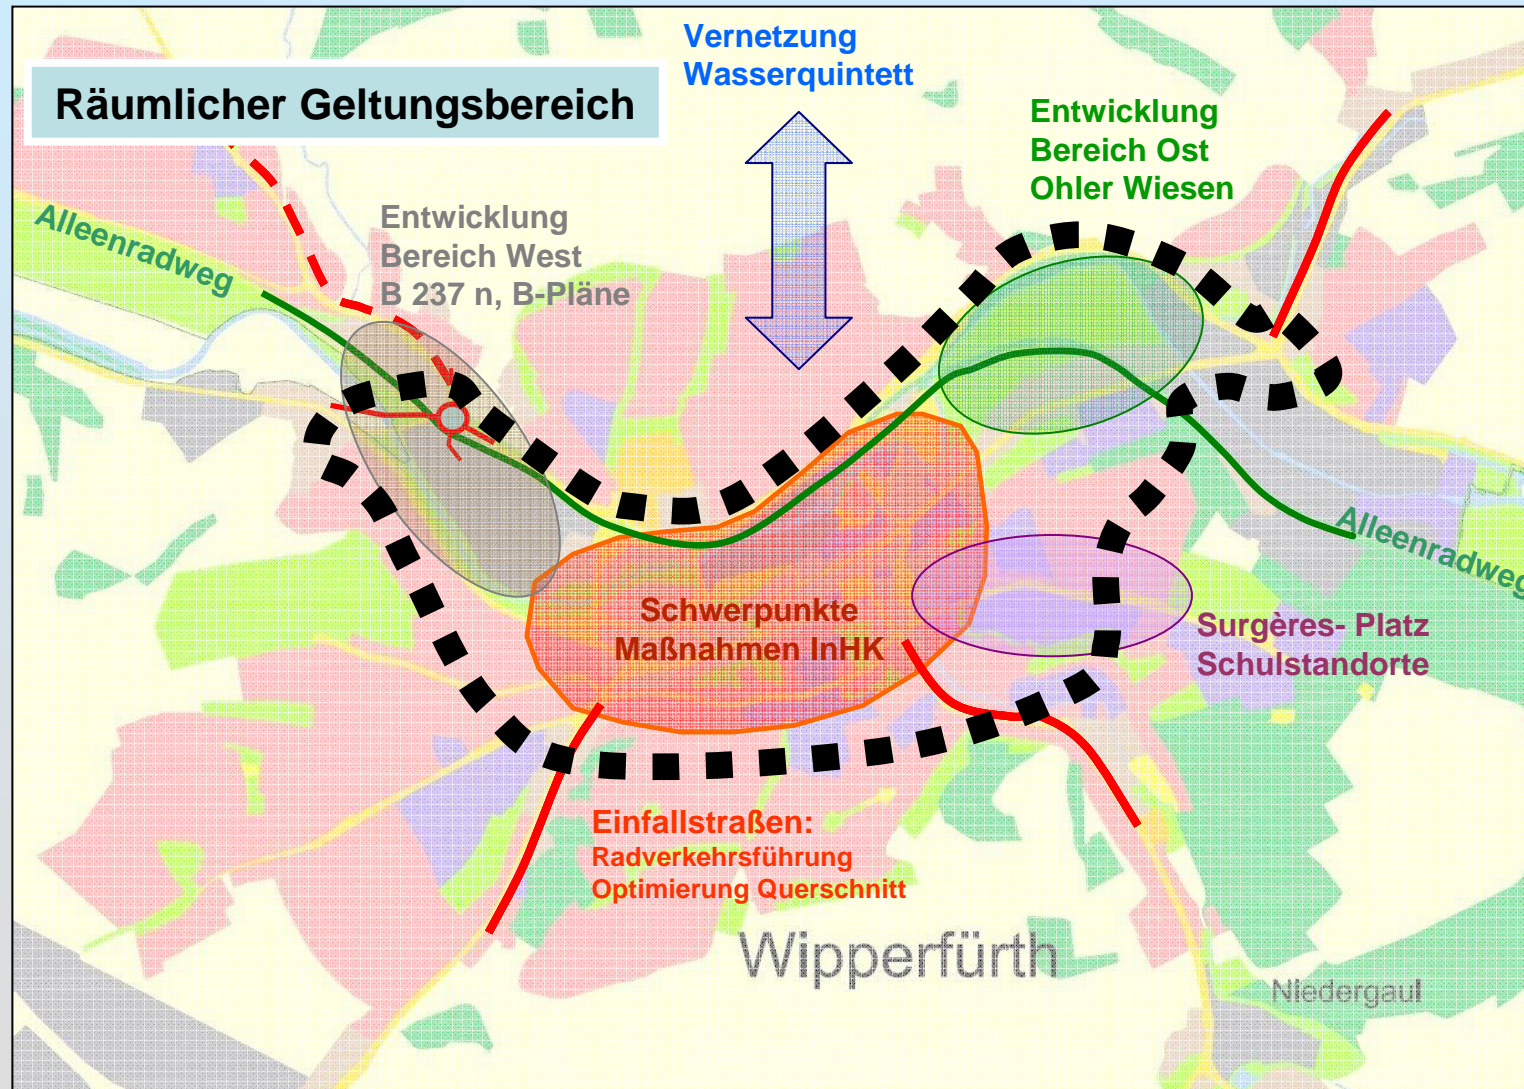 Räumlicher Geltungsbereich
Vernetzung
Wasserquintett
Entwicklung
Bereich Ost
Ohler Wiesen
Alleenradweg
Entwicklung
Bereich West
B 237 n, B-Pläne
Alleenradweg
Schwerpunkte
Maßnahmen InHK
Surgères- Platz
Schulstandorte
Einfallstraßen:
Radverkehrsführung
Optimierung Querschnitt
Wipperfürth
Niedergaul